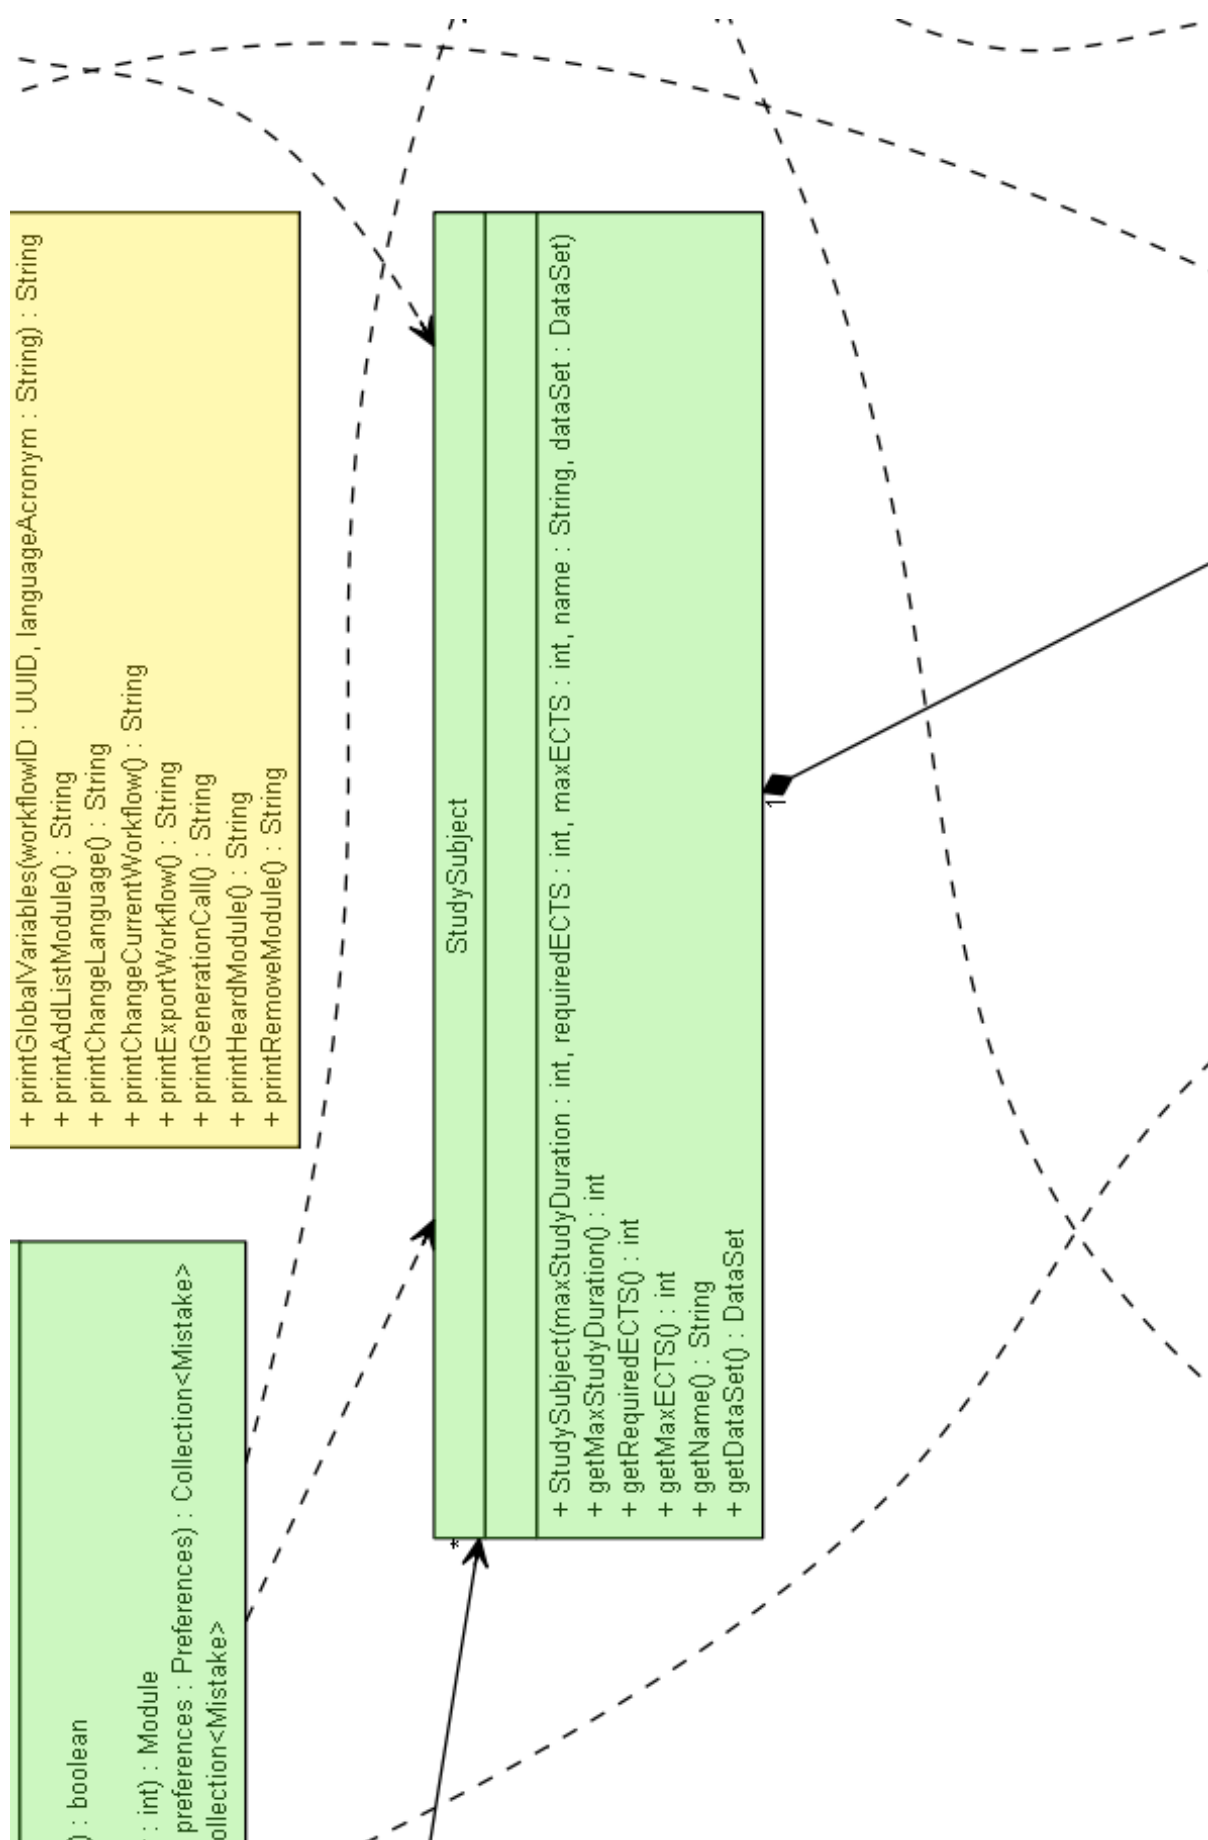 + printGlobalVariables(workflowID : UUID, languageAcronym : String) : String
+ printAddListModule() : String
+ printChangeLanguage() : String
+ printChangeCurrentWorkflow() : String
+ printExportWorkflow() : String
+ printGenerationCall() : String
+ printHeardModule() : String
+ printRemoveModule() : String
) : boolean
: int) : Module
preferences : Preferences) : Collection<Mistake>
ollection<Mistake>
StudySubject
+ StudySubject(maxStudyDuration : int, requiredECTS : int, maxECTS : int, name : String, dataSet : DataSet)
+ getMaxStudyDuration() : int
+ getRequiredECTS() : int
+ getMaxECTS() : int
+ getName() : String
+ getDataSet() : DataSet
*
1